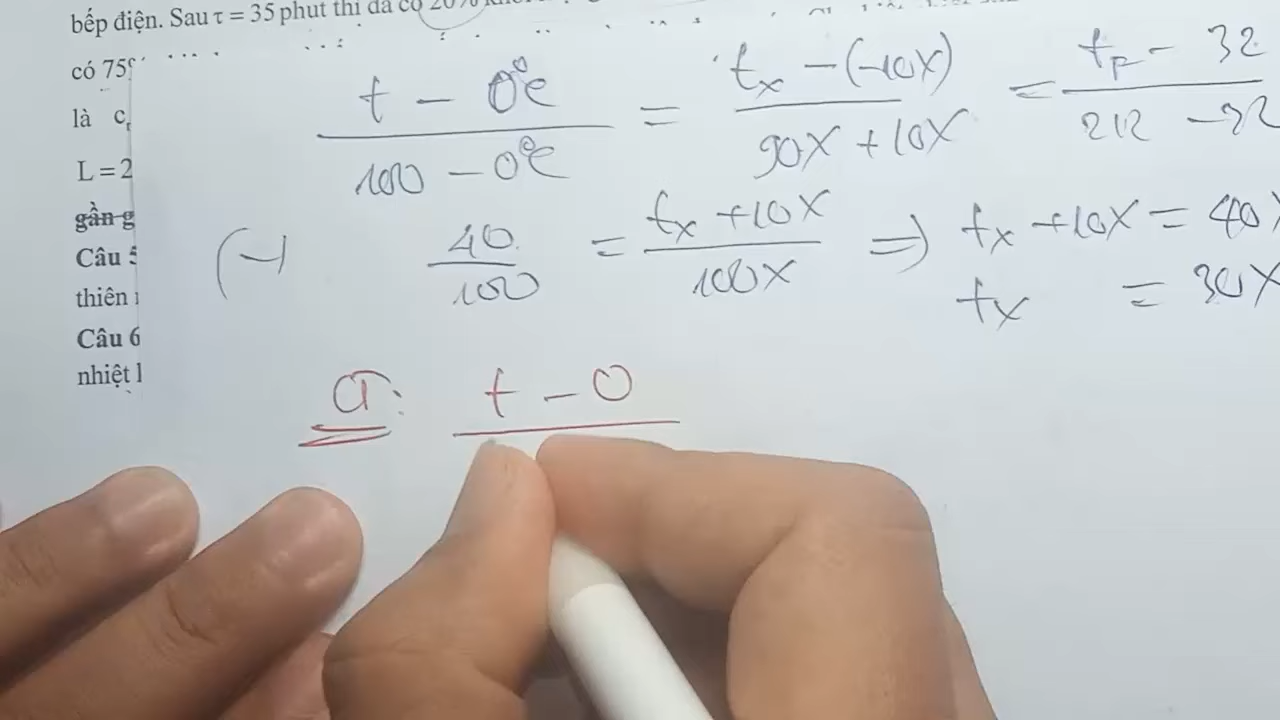 bếp điện. Sau τ = 35 phút thì đã có 20%
có 75%
là c
L = 2
gần g
Câu 5
thiên
Câu 6
nhiệt l
t - 0°C / 100 - 0°C = tx - (-10X) / 90X + 10X = tF - 32 / 212 - 32
(-) 40 / 100 = tx + 10X / 100X => tx + 10X = 40X
tx = 30X
a: t - 0